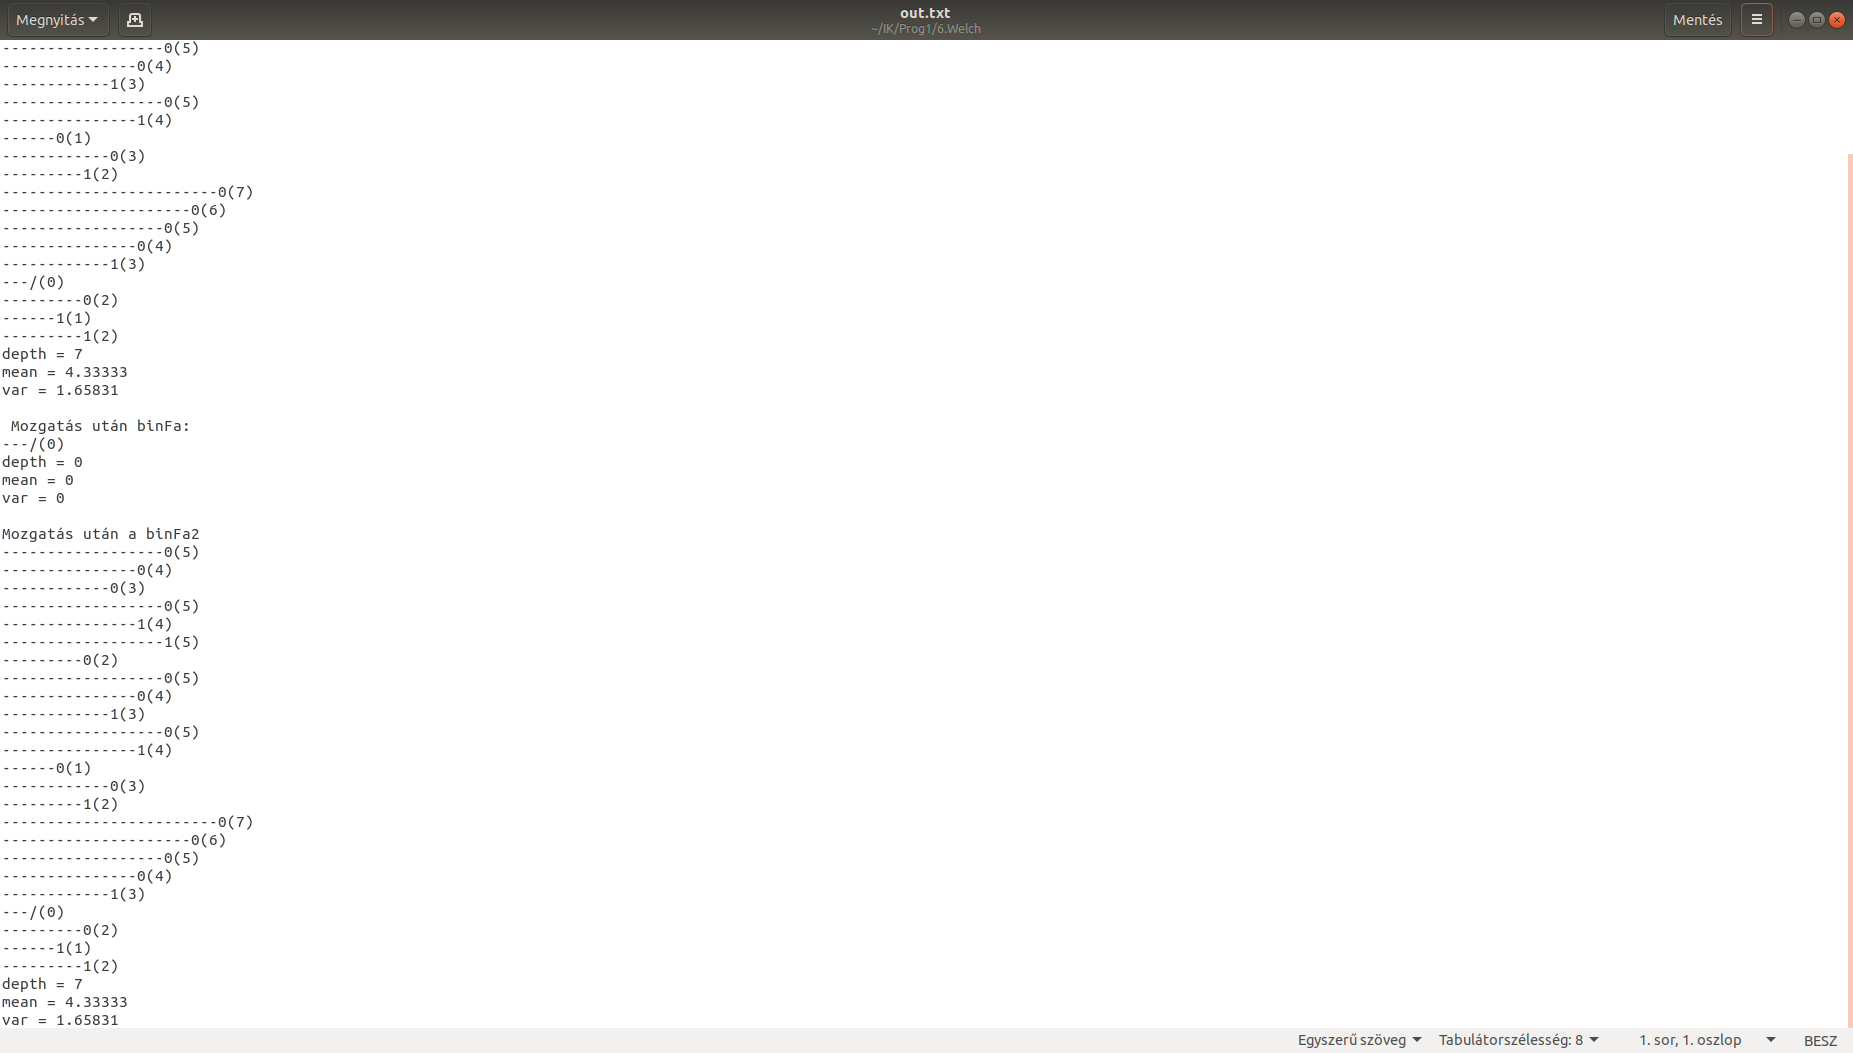 Megnyitás
out.txt
~/IK/Prog1/6.Welch
Mentés
------------------0(5)
---------------0(4)
------------1(3)
------------------0(5)
---------------1(4)
------0(1)
------------0(3)
---------1(2)
------------------------0(7)
---------------------0(6)
------------------0(5)
---------------0(4)
------------1(3)
---/(0)
---------0(2)
------1(1)
---------1(2)
depth = 7
mean = 4.33333
var = 1.65831

 Mozgatás után binFa:
---/(0)
depth = 0
mean = 0
var = 0

Mozgatás után a binFa2
------------------0(5)
---------------0(4)
------------0(3)
------------------0(5)
---------------1(4)
------------------1(5)
---------0(2)
------------------0(5)
---------------0(4)
------------1(3)
------------------0(5)
---------------1(4)
------0(1)
------------0(3)
---------1(2)
------------------------0(7)
---------------------0(6)
------------------0(5)
---------------0(4)
------------1(3)
---/(0)
---------0(2)
------1(1)
---------1(2)
depth = 7
mean = 4.33333
var = 1.65831
Egyszerű szöveg
Tabulátorszélesség: 8
1. sor, 1. oszlop
BESZ